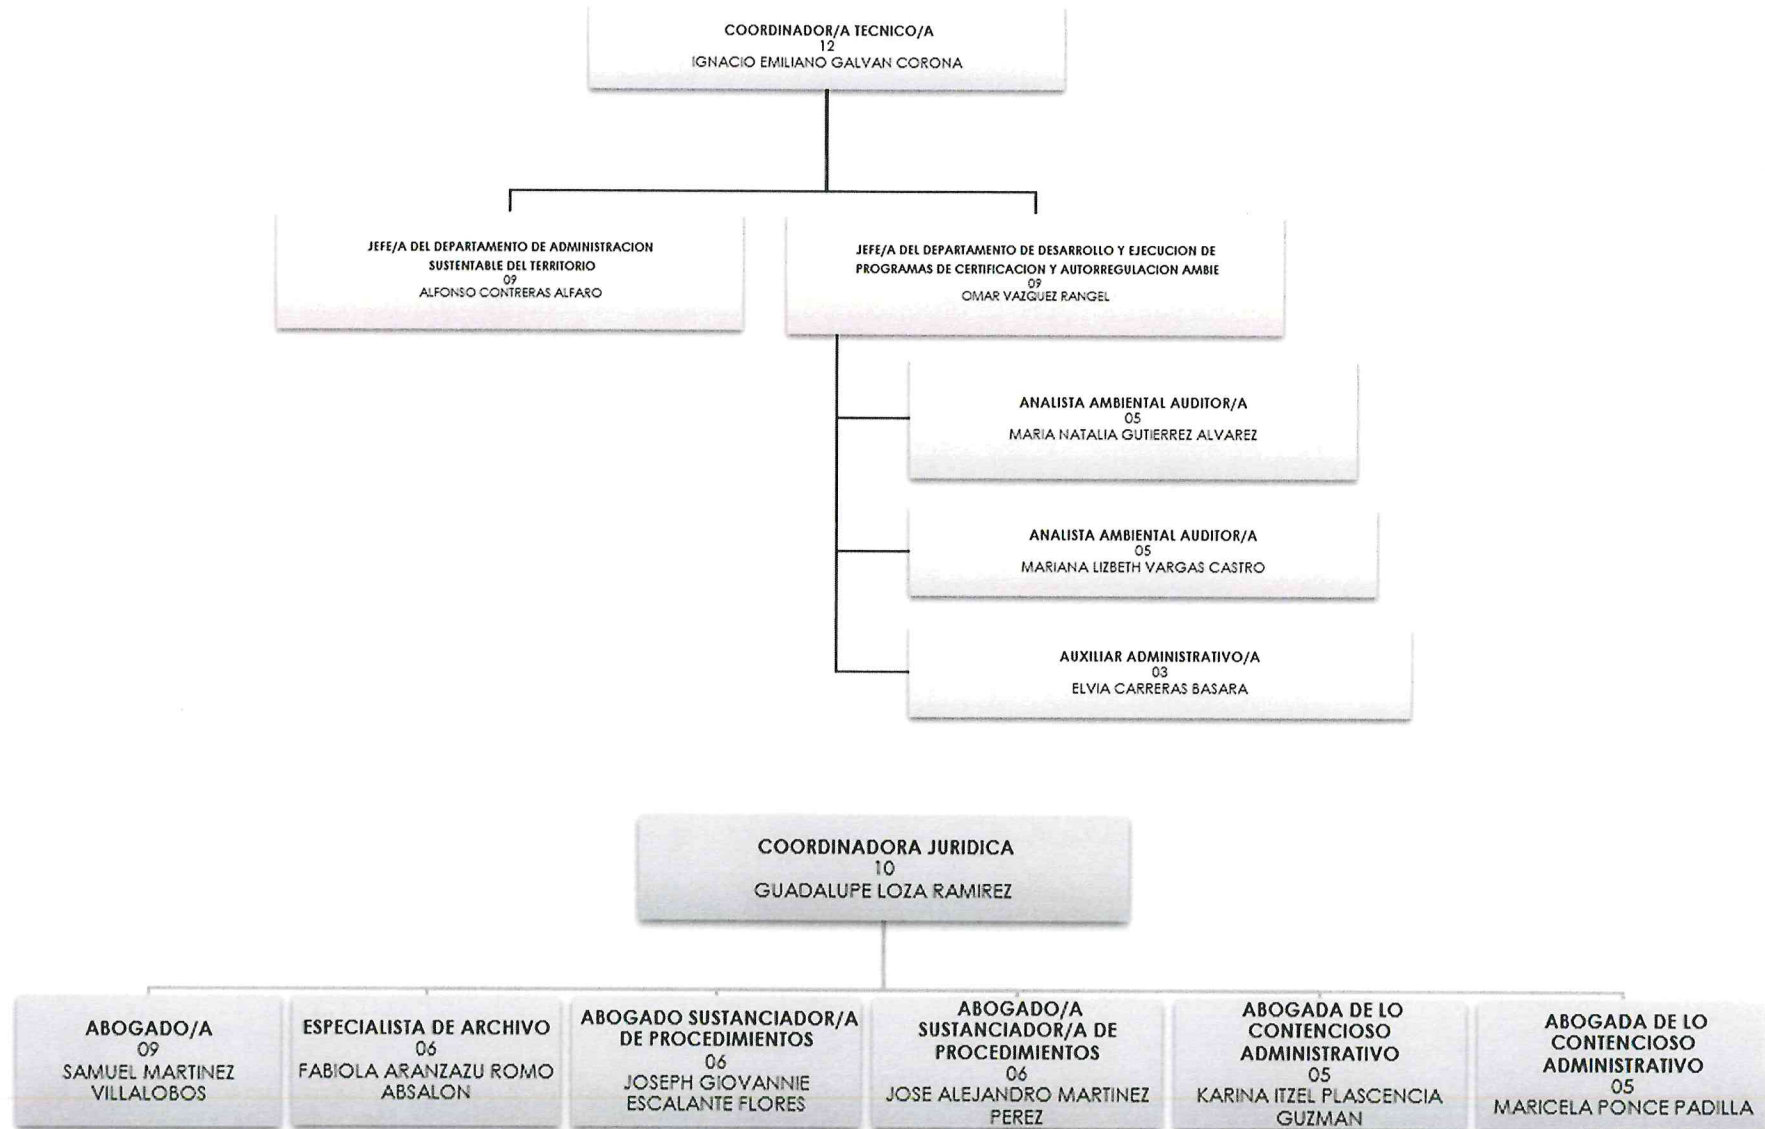 COORDINADOR/A TECNICO/A
12
IGNACIO EMILIANO GALVAN CORONA
JEFE/A DEL DEPARTAMENTO DE ADMINISTRACION
SUSTENTABLE DEL TERRITORIO
09
ALFONSO CONTRERAS ALFARO
JEFE/A DEL DEPARTAMENTO DE DESARROLLO Y EJECUCION DE
PROGRAMAS DE CERTIFICACION Y AUTORREGULACION AMBIE
09
OMAR VAZQUEZ RANGEL
ANALISTA AMBIENTAL AUDITOR/A
05
MARIA NATALIA GUTIERREZ ALVAREZ
ANALISTA AMBIENTAL AUDITOR/A
05
MARIANA LIZBETH VARGAS CASTRO
AUXILIAR ADMINISTRATIVO/A
03
ELVIA CARRERAS BASARA
COORDINADORA JURIDICA
10
GUADALUPE LOZA RAMIREZ
ABOGADO/A
09
SAMUEL MARTINEZ
VILLALOBOS
ESPECIALISTA DE ARCHIVO
06
FABIOLA ARANZAZU ROMO
ABSALON
ABOGADO SUSTANCIADOR/A
DE PROCEDIMIENTOS
06
JOSEPH GIOVANNIE
ESCALANTE FLORES
ABOGADO/A
SUSTANCIADOR/A DE
PROCEDIMIENTOS
06
JOSE ALEJANDRO MARTINEZ
PEREZ
ABOGADA DE LO
CONTENCIOSO
ADMINISTRATIVO
05
KARINA ITZEL PLASCENCIA
GUZMAN
ABOGADA DE LO
CONTENCIOSO
ADMINISTRATIVO
05
MARICELA PONCE PADILLA